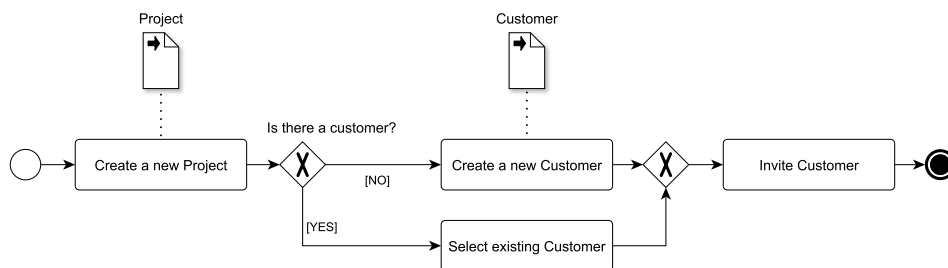 Project
Customer
Is there a customer?
Create a new Project
[NO]
Create a new Customer
Invite Customer
[YES]
Select existing Customer